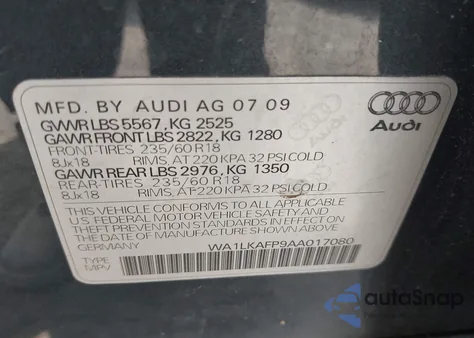 MFD. BY AUDI AG 07 09
GVWR LBS 5567, KG 2525
GAWR FRONT LBS 2822, KG 1280
FRONT-TIRES 235/60 R18
8Jx18 RIMS, AT 220 KPA 32 PSI COLD
GAWR REAR LBS 2976, KG 1350
REAR-TIRES 235/60 R18
8Jx18 RIMS, AT 220 KPA 32 PSI COLD
THIS VEHICLE CONFORMS TO ALL APPLICABLE
U.S. FEDERAL MOTOR VEHICLE SAFETY AND
THEFT PREVENTION STANDARDS IN EFFECT ON
THE DATE OF MANUFACTURE SHOWN ABOVE
GERMANY WA1LKAFP9AA017080
TYPE
MPV
Audi
autoSnap